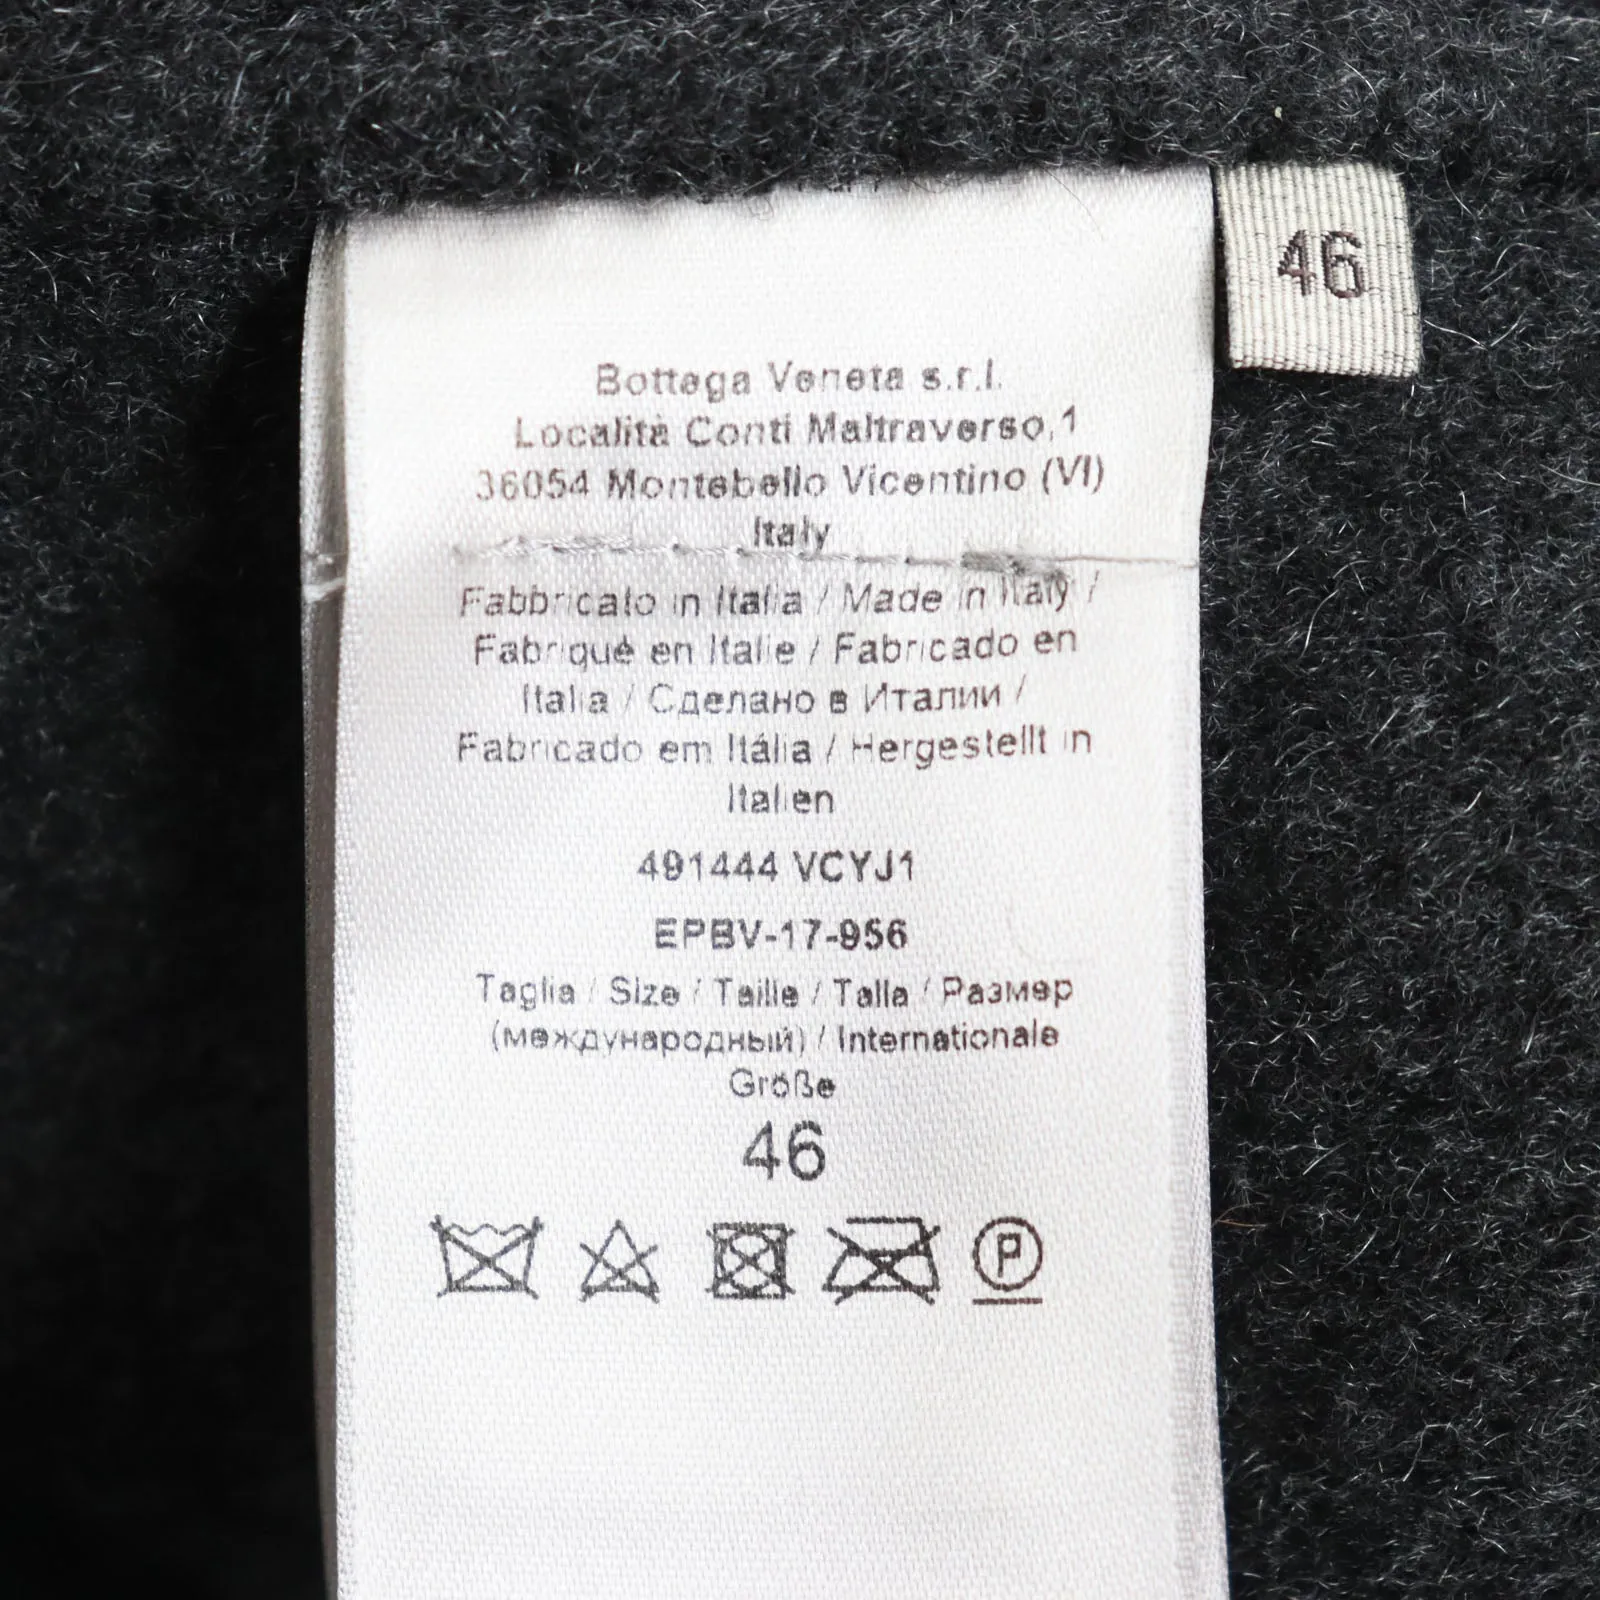 46
Bottega Veneta s.r.l.
Località Conti Maltraverso,1
36054 Montebello Vicentino (VI)
Italy
Fabbricato in Italia / Made in Italy /
Fabriqué en Italie / Fabricado en
Italia / Сделано в Италии /
Fabricado em Itália / Hergestellt in
Italien
491444 VCYJ1
EPBV-17-956
Taglia / Size / Taille / Talla / Размер
(международный) / Internationale
Größe
46
P